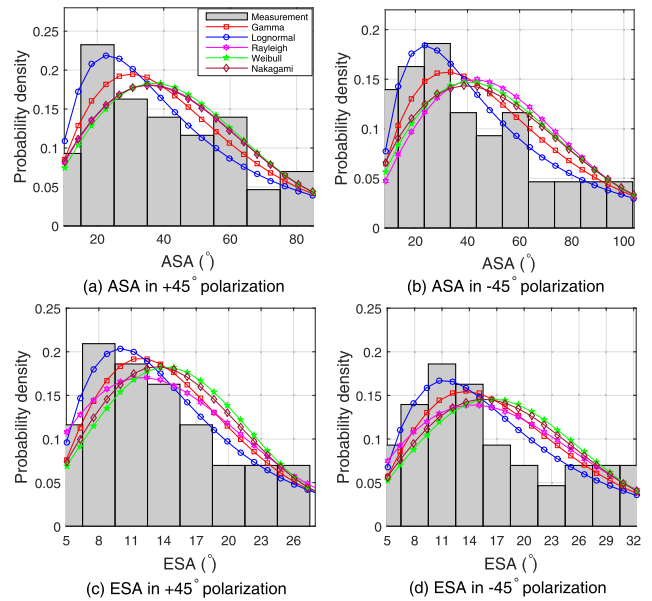 Probability density
0.25
0.2
0.15
0.1
0.05
0
20
40
60
80
ASA (°)
Measurement
Gamma
Lognormal
Rayleigh
Weibull
Nakagami
(a) ASA in +45° polarization
Probability density
0.2
0.15
0.1
0.05
0
20
40
60
80
100
ASA (°)
(b) ASA in -45° polarization
Probability density
0.25
0.2
0.15
0.1
0.05
0
5
8
11
14
17
20
23
26
ESA (°)
(c) ESA in +45° polarization
Probability density
0.25
0.2
0.15
0.1
0.05
0
5
8
11
14
17
20
23
26
29
32
ESA (°)
(d) ESA in -45° polarization